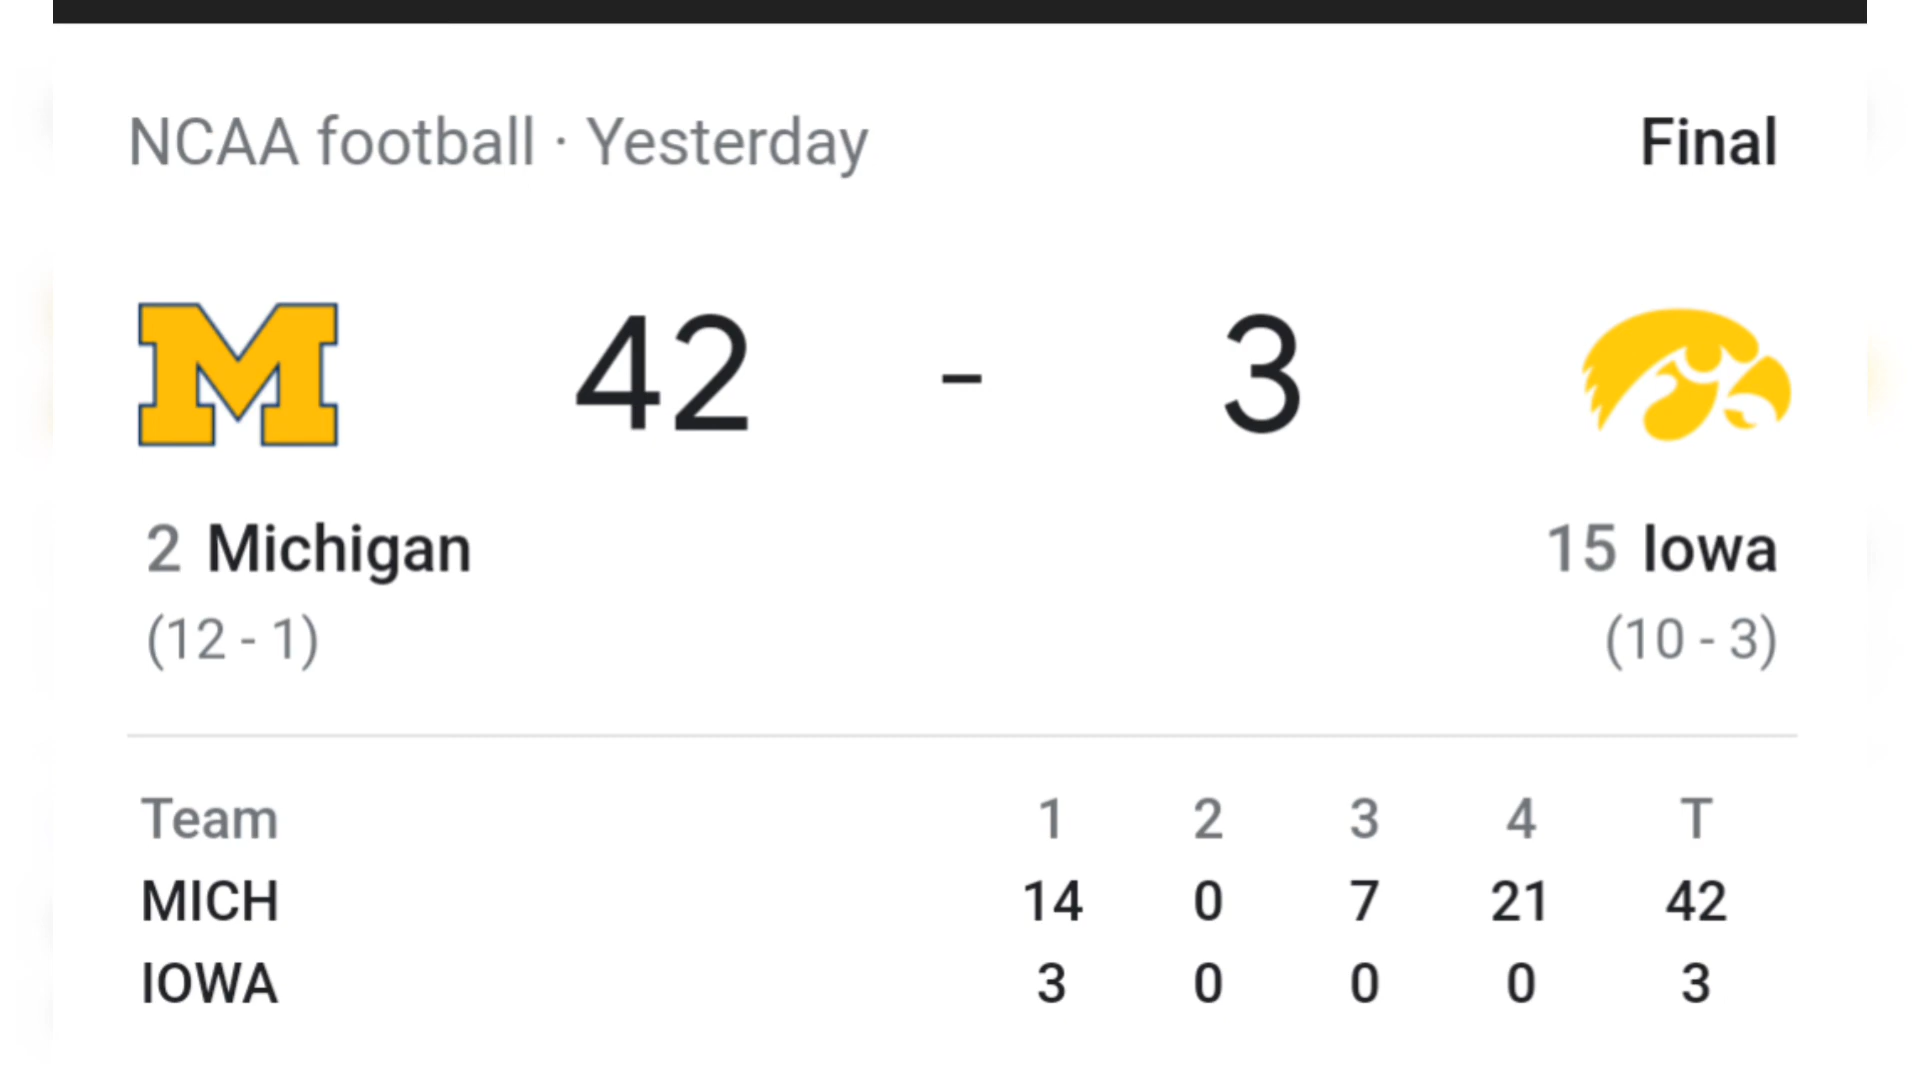 NCAA football · Yesterday Final
M 42 - 3
2 Michigan 15 Iowa
(12 - 1) (10 - 3)
Team 1 2 3 4 T
MICH 14 0 7 21 42
IOWA 3 0 0 0 3